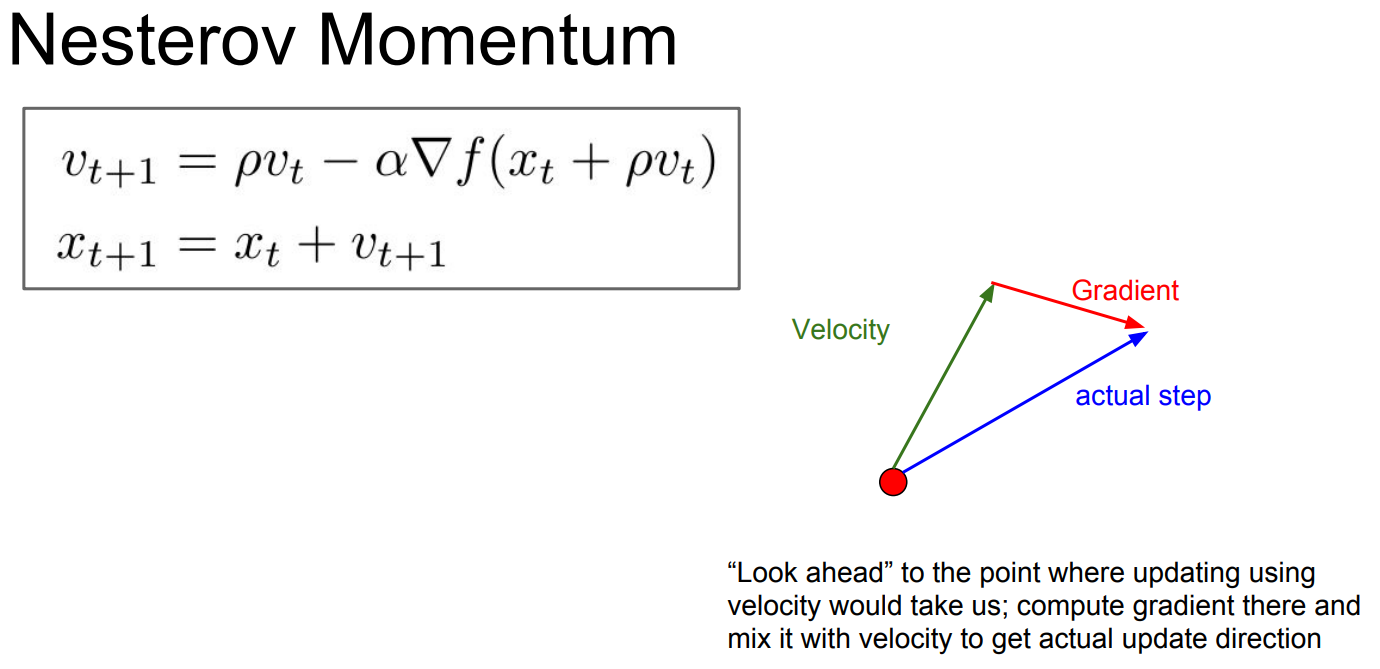 Nesterov Momentum
v_{t+1} = ρv_t − α∇f(x_t + ρv_t)
x_{t+1} = x_t + v_{t+1}
Gradient
Velocity
actual step
“Look ahead” to the point where updating using
velocity would take us; compute gradient there and
mix it with velocity to get actual update direction